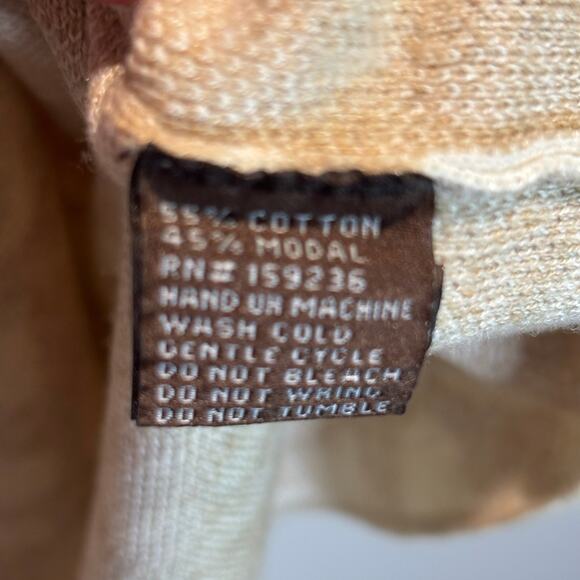 55% COTTON
45% MODAL
RN# 159236
HAND OR MACHINE
WASH COLD
GENTLE CYCLE
DO NOT BLEACH
DO NOT WRING
DO NOT TUMBLE